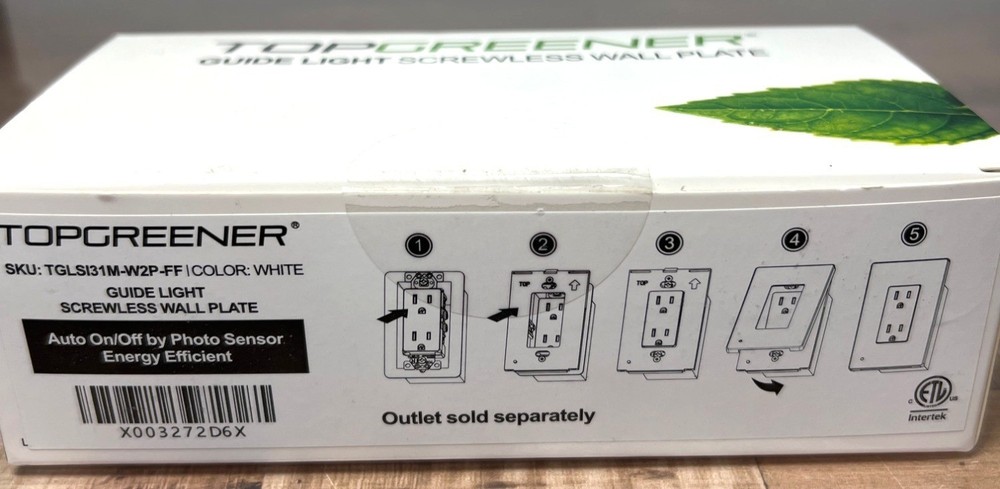 TOPGREENER®
GUIDE LIGHT SCREWLESS WALL PLATE
TOPGREENER®
SKU: TGLSI31M-W2P-FF | COLOR: WHITE
GUIDE LIGHT
SCREWLESS WALL PLATE
Auto On/Off by Photo Sensor
Energy Efficient
X003272D6X
L
1
2
3
4
5
TOP
TOP
Outlet sold separately
C ETL US
Intertek